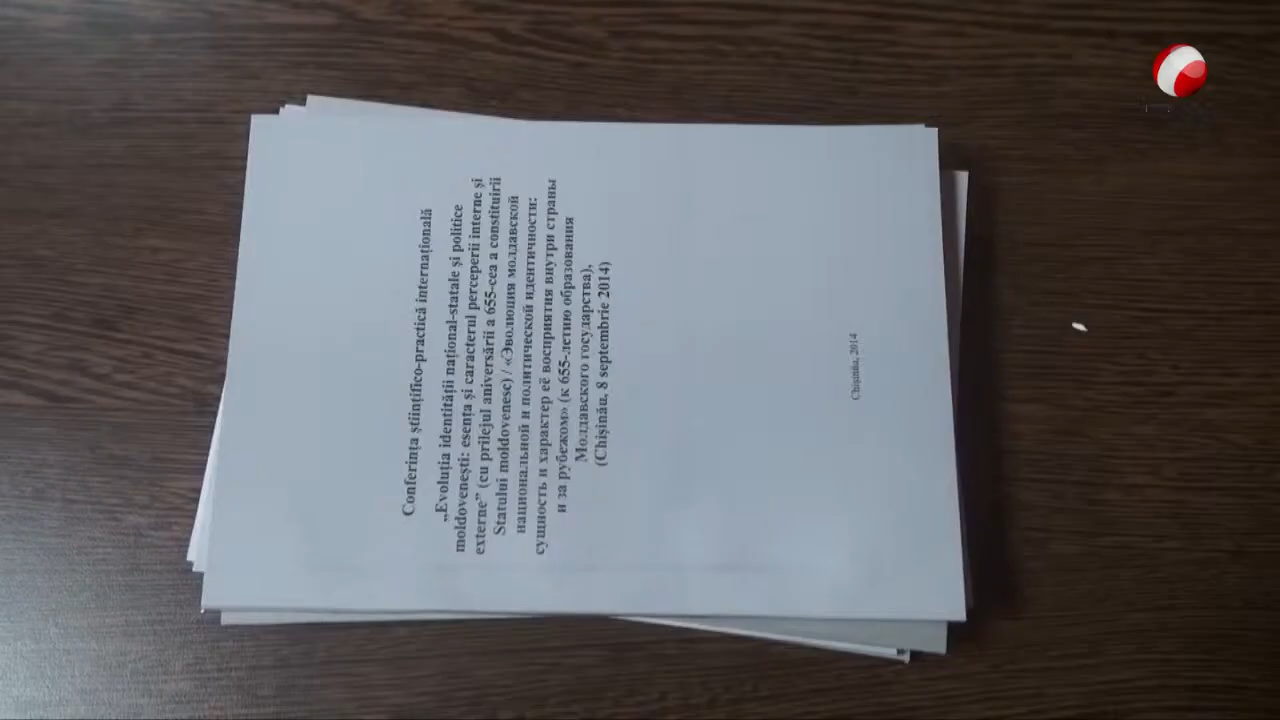 Conferința științifico-practică internațională
„Evoluția identității național-statale și politice
moldovenești: esența și caracterul perceperii interne și
externe” (cu prilejul aniversării a 655-cea a constituirii
Statului moldovenesc) / «Эволюция молдавской
национальной и политической идентичности:
сущность и характер её восприятия внутри страны
и за рубежом» (к 655-летию образования
Молдавского государства),
(Chișinău, 8 septembrie 2014)
Chișinău, 2014